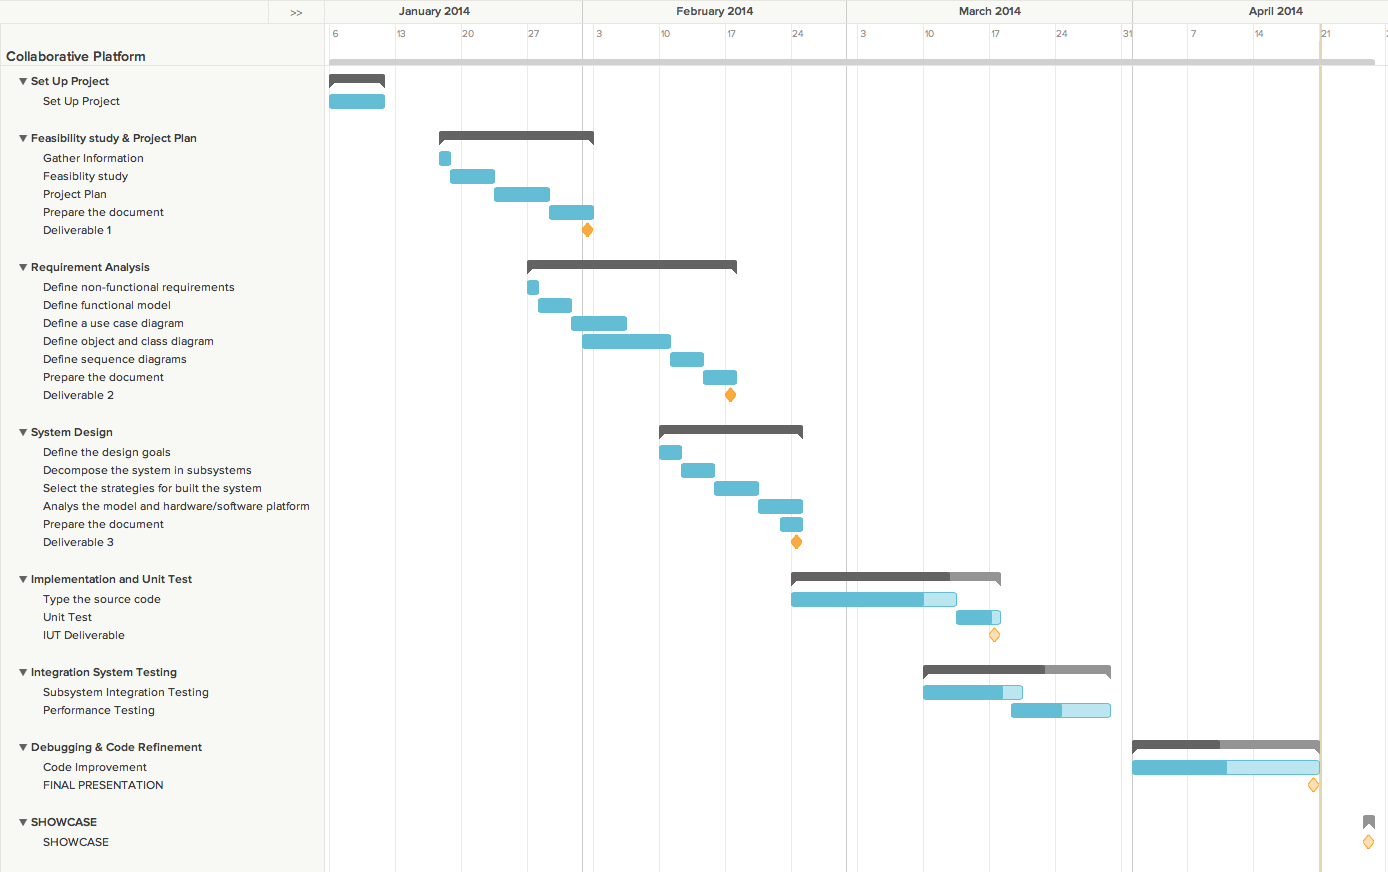 >> January 2014 February 2014 March 2014 April 2014
6 13 20 27 3 10 17 24 3 10 17 24 31 7 14 21
Collaborative Platform
Set Up Project
Set Up Project
Feasibility study & Project Plan
Gather Information
Feasiblity study
Project Plan
Prepare the document
Deliverable 1
Requirement Analysis
Define non-functional requirements
Define functional model
Define a use case diagram
Define object and class diagram
Define sequence diagrams
Prepare the document
Deliverable 2
System Design
Define the design goals
Decompose the system in subsystems
Select the strategies for built the system
Analys the model and hardware/software platform
Prepare the document
Deliverable 3
Implementation and Unit Test
Type the source code
Unit Test
IUT Deliverable
Integration System Testing
Subsystem Integration Testing
Performance Testing
Debugging & Code Refinement
Code Improvement
FINAL PRESENTATION
SHOWCASE
SHOWCASE